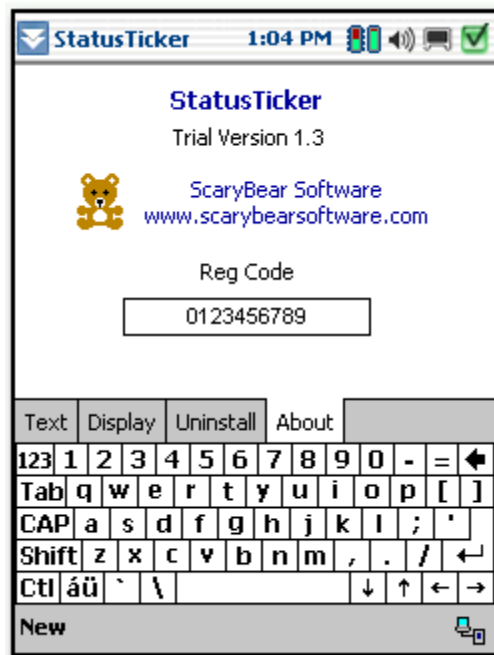 StatusTicker 1:04 PM
StatusTicker
Trial Version 1.3
ScaryBear Software
www.scarybearsoftware.com
Reg Code
0123456789
Text Display Uninstall About
123 1 2 3 4 5 6 7 8 9 0 - = 🡄
Tab q w e r t y u i o p [ ]
CAP a s d f g h j k l ; '
Shift z x c v b n m , . / ↵
Ctl áü ` \ ↓ ↑ ← →
New